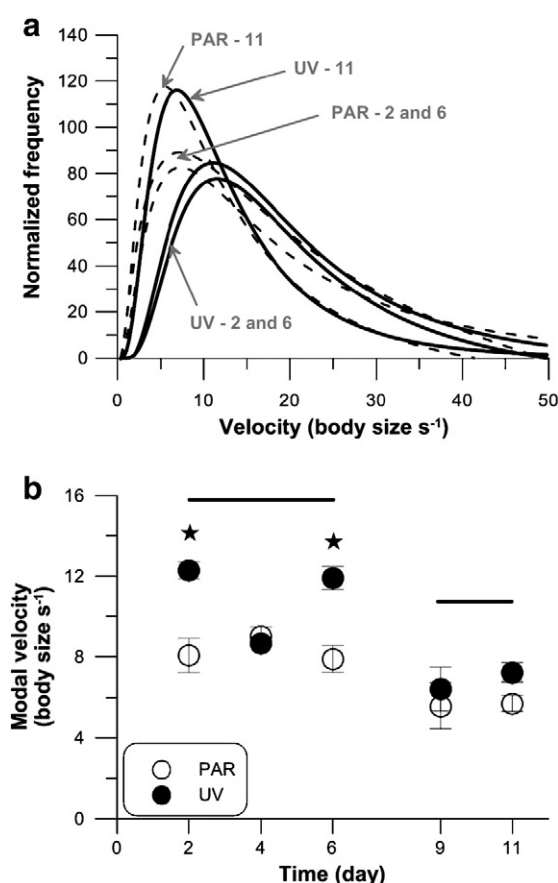 a
140
120
100
80
60
40
20
0
Normalized frequency
PAR - 11
UV - 11
PAR - 2 and 6
UV - 2 and 6
0 10 20 30 40 50
Velocity (body size s⁻¹)
b
16
12
8
4
0
Modal velocity
(body size s⁻¹)
PAR
UV
0 2 4 6 9 11
Time (day)